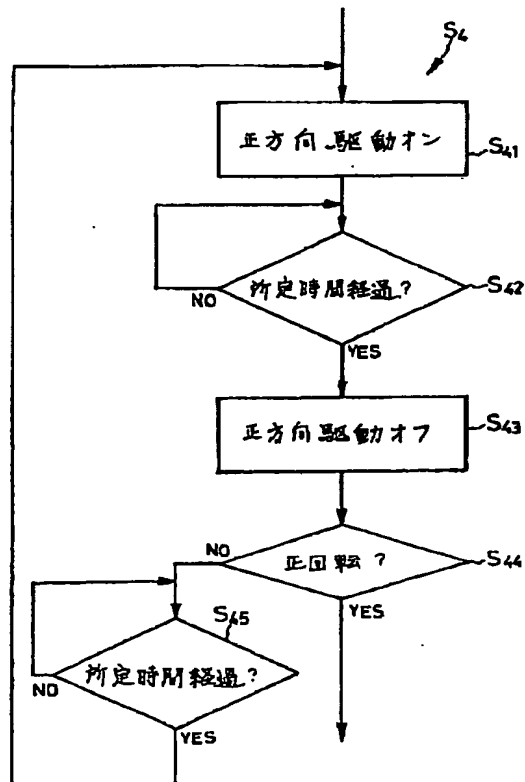 S4
正方向駆動オン
S41
所定時間経過?
S42
NO
YES
正方向駆動オフ
S43
NO
正回転?
S44
YES
S45
所定時間経過?
NO
YES